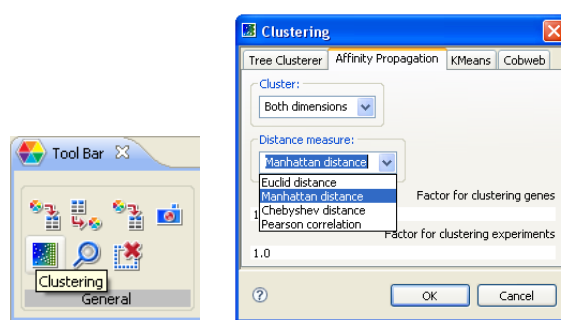 Tool Bar
Clustering
General
Clustering
Tree Clusterer Affinity Propagation KMeans Cobweb
Cluster:
Both dimensions
Distance measure:
Manhattan distance
Euclid distance
Manhattan distance
Chebyshev distance
Pearson correlation
Factor for clustering genes
1
Factor for clustering experiments
1.0
OK Cancel